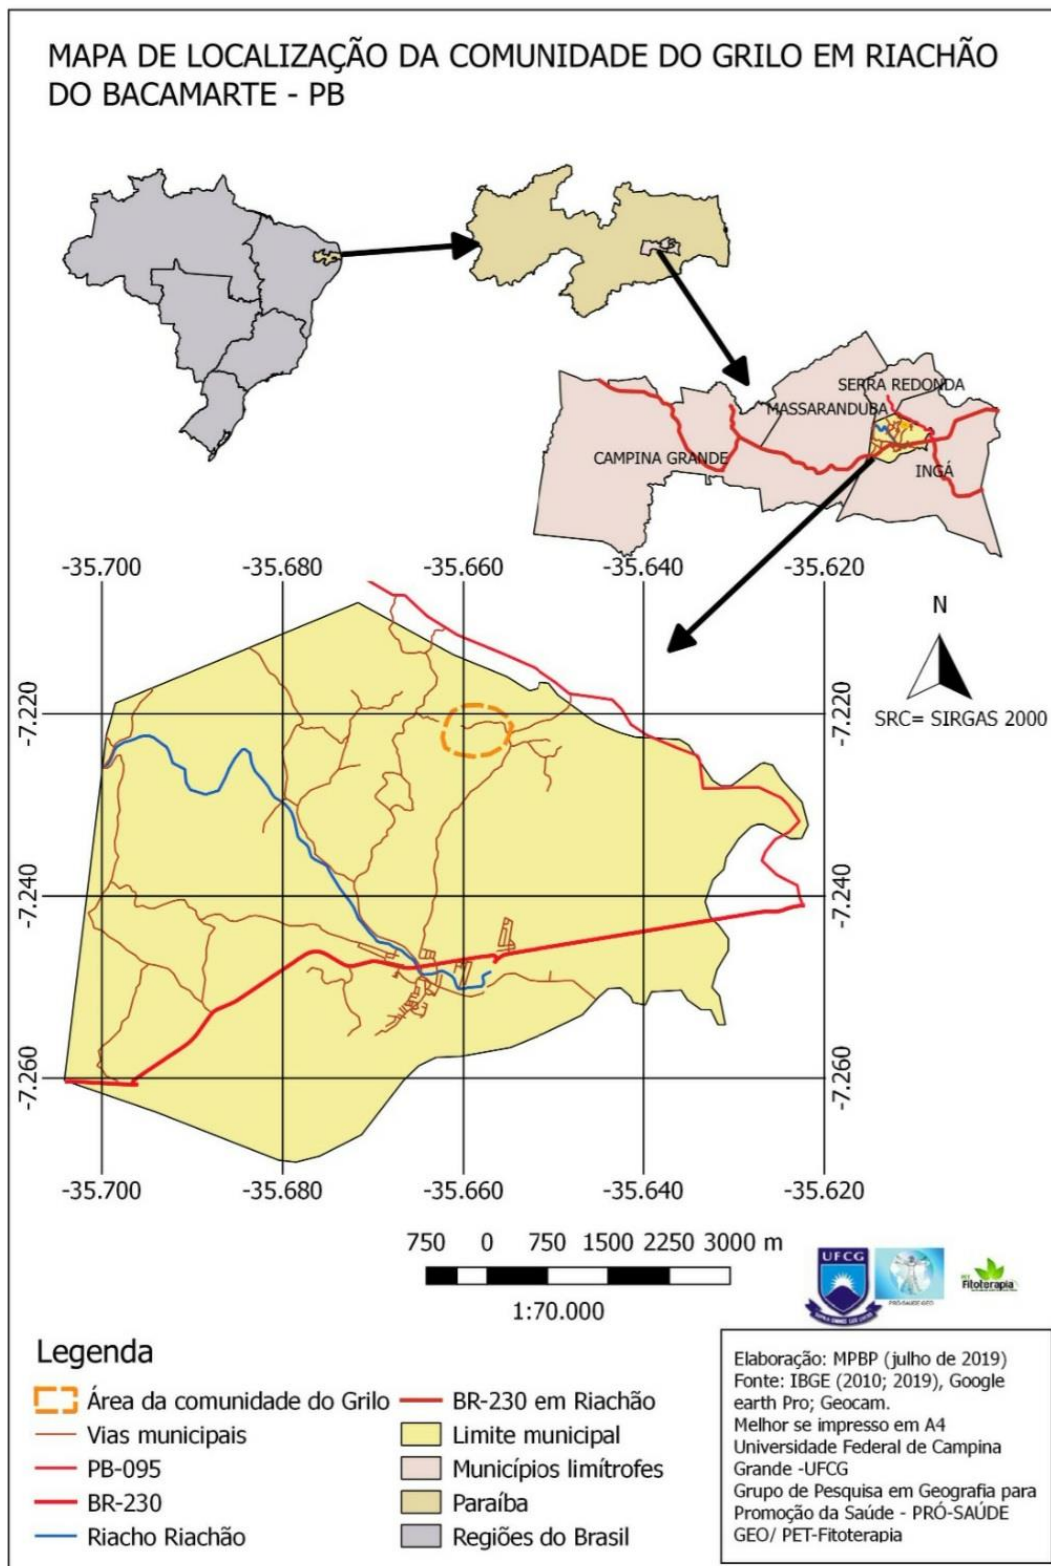 MAPA DE LOCALIZAÇÃO DA COMUNIDADE DO GRILO EM RIACHÃO
DO BACAMARTE - PB
SERRA REDONDA
MASSARANDUBA
CAMPINA GRANDE
INGÁ
-35.700 -35.680 -35.660 -35.640 -35.620
N
SRC= SIRGAS 2000
-7.220 -7.220
-7.240 -7.240
-7.260 -7.260
-35.700 -35.680 -35.660 -35.640 -35.620
750 0 750 1500 2250 3000 m
1:70.000
UFCG
PRÓ-SAÚDE-GEO
Fitoterapia
Legenda
Área da comunidade do Grilo
Vias municipais
PB-095
BR-230
Riacho Riachão
BR-230 em Riachão
Limite municipal
Municípios limítrofes
Paraíba
Regiões do Brasil
Elaboração: MPBP (julho de 2019)
Fonte: IBGE (2010; 2019), Google
earth Pro; Geocam.
Melhor se impresso em A4
Universidade Federal de Campina
Grande -UFCG
Grupo de Pesquisa em Geografia para
Promoção da Saúde - PRÓ-SAÚDE
GEO/ PET-Fitoterapia